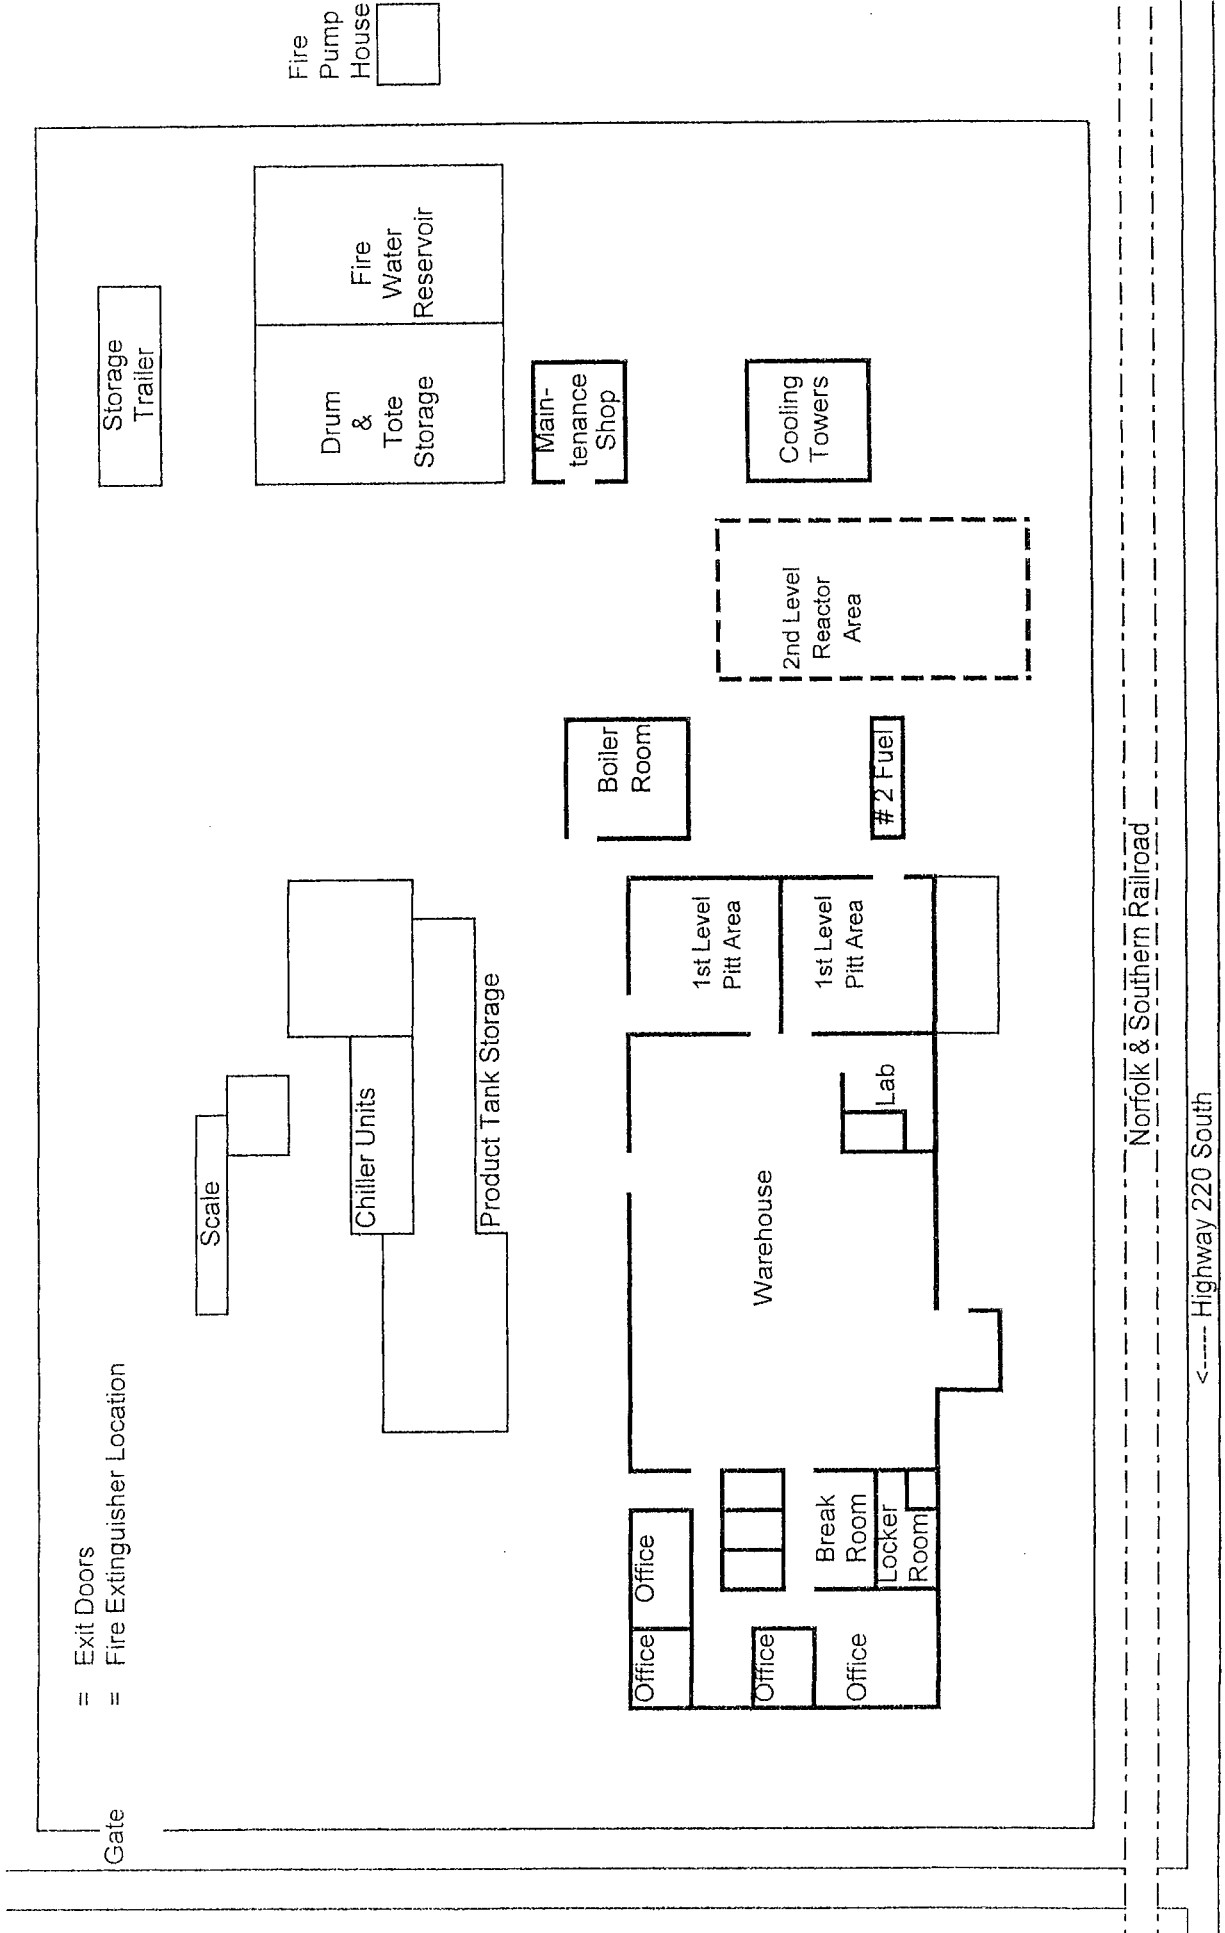 Gate
= Exit Doors
= Fire Extinguisher Location
Scale
Chiller Units
Product Tank Storage
Storage
Trailer
Drum
&
Tote
Storage
Fire
Water
Reservoir
Fire
Pump
House
Main-
tenance
Shop
Cooling
Towers
2nd Level
Reactor
Area
Boiler
Room
# 2 Fuel
1st Level
Pitt Area
1st Level
Pitt Area
Lab
Warehouse
Office
Office
Office
Office
Break
Room
Locker
Room
Norfolk & Southern Railroad
<----- Highway 220 South